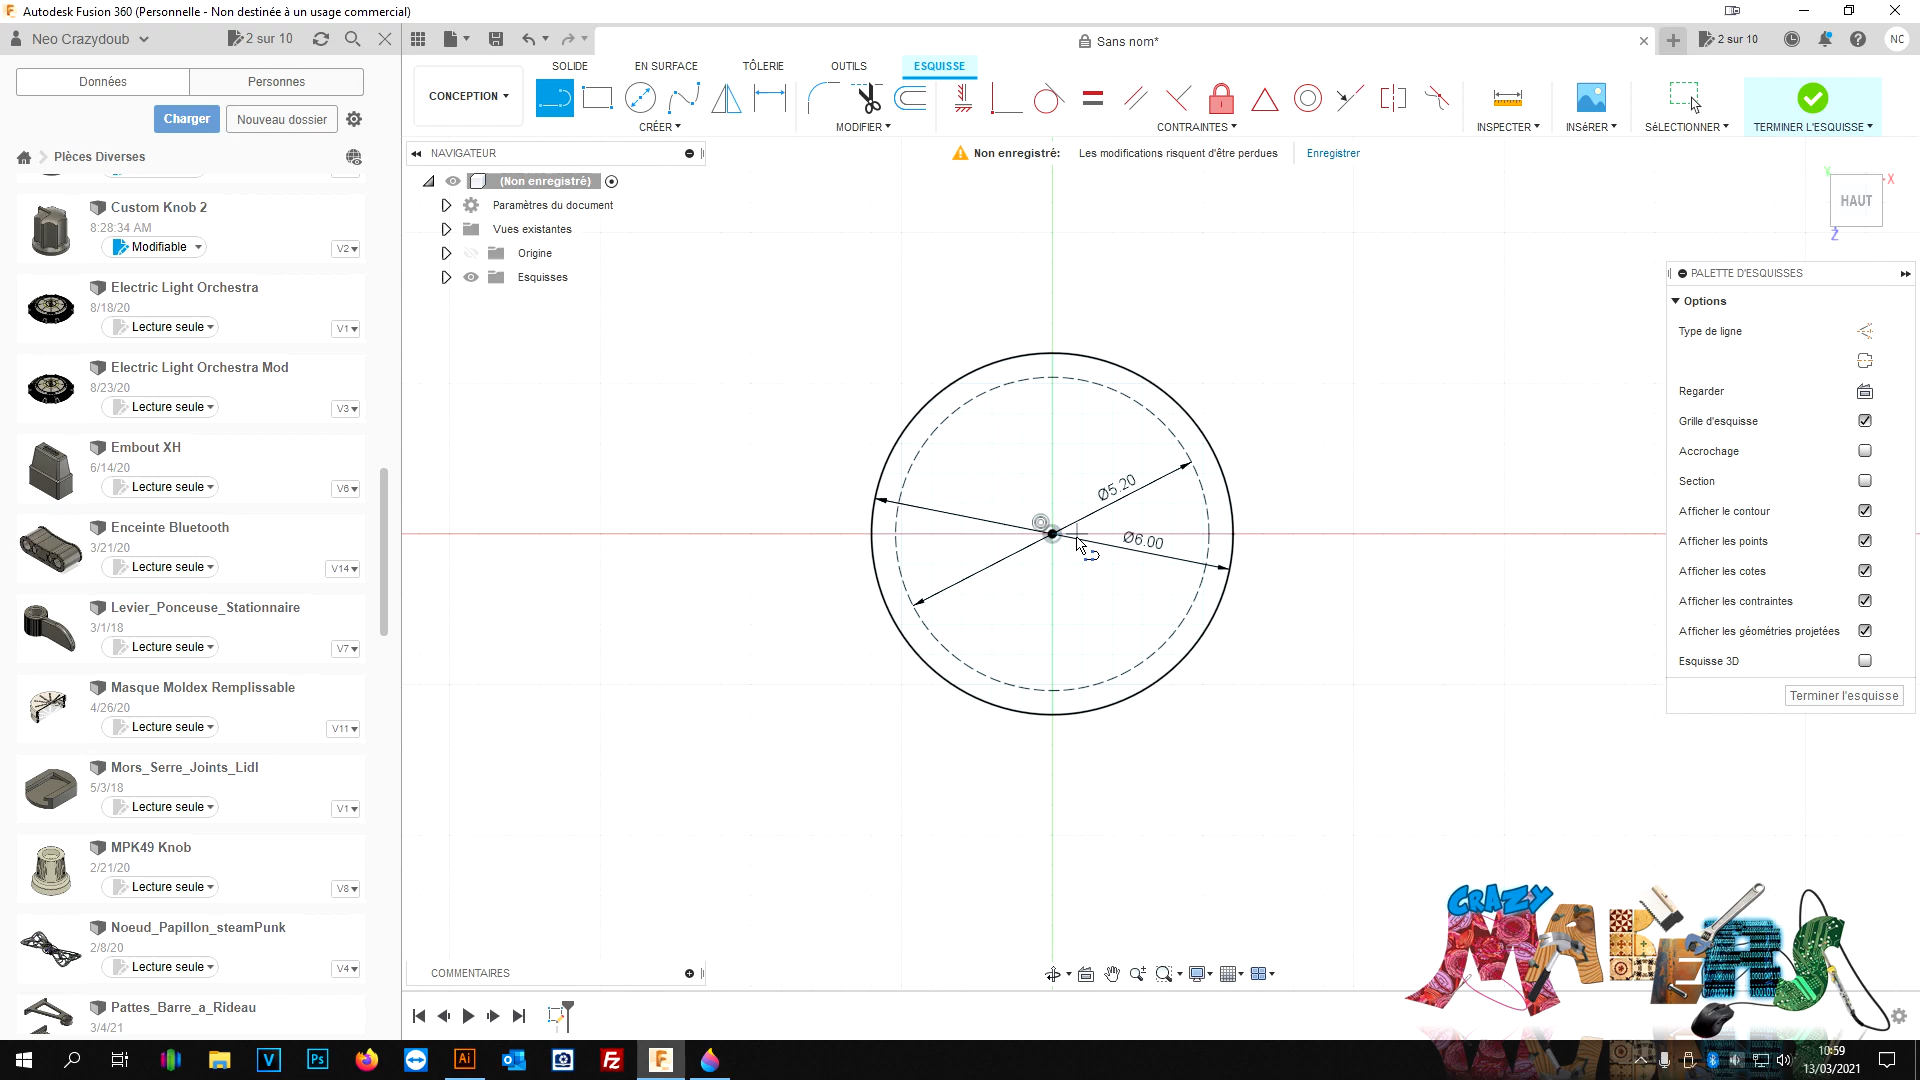 Autodesk Fusion 360 (Personnelle - Non destinée à un usage commercial)
Neo Crazydoub
2 sur 10
Sans nom*
2 sur 10
NC
Données
Personnes
Charger
Nouveau dossier
Plèces Diverses
Custom Knob 2
8:28:34 AM
Modifiable
V2
Electric Light Orchestra
8/18/20
Lecture seule
V1
Electric Light Orchestra Mod
8/23/20
Lecture seule
V3
Embout XH
6/14/20
Lecture seule
V6
Enceinte Bluetooth
3/21/20
Lecture seule
V14
Levier_Ponceuse_Stationnaire
3/1/18
Lecture seule
V7
Masque Moldex Remplissable
4/26/20
Lecture seule
V11
Mors_Serre_Joints_Lidl
5/3/18
Lecture seule
V1
MPK49 Knob
2/21/20
Lecture seule
V8
Noeud_Papillon_steamPunk
2/8/20
Lecture seule
V4
Pattes_Barre_a_Rideau
3/4/21
SOLIDE
EN SURFACE
TÔLERIE
OUTILS
ESQUISSE
CONCEPTION
CRÉER
MODIFIER
CONTRAINTES
INSPECTER
INSÉRER
SÉLECTIONNER
TERMINER L'ESQUISSE
NAVIGATEUR
Non enregistré:
Les modifications risquent d'être perdues
Enregistrer
(Non enregistré)
Paramètres du document
Vues existantes
Origine
Esquisses
Y
X
HAUT
Z
Ø5.20
Ø6.00
PALETTE D'ESQUISSES
Options
Type de ligne
Regarder
Grille d'esquisse
Accrochage
Section
Afficher le contour
Afficher les points
Afficher les cotes
Afficher les contraintes
Afficher les géométries projetées
Esquisse 3D
Terminer l'esquisse
COMMENTAIRES
CRAZY
MAKERS
V
Ps
Ai
Fz
F
10:59
13/03/2021